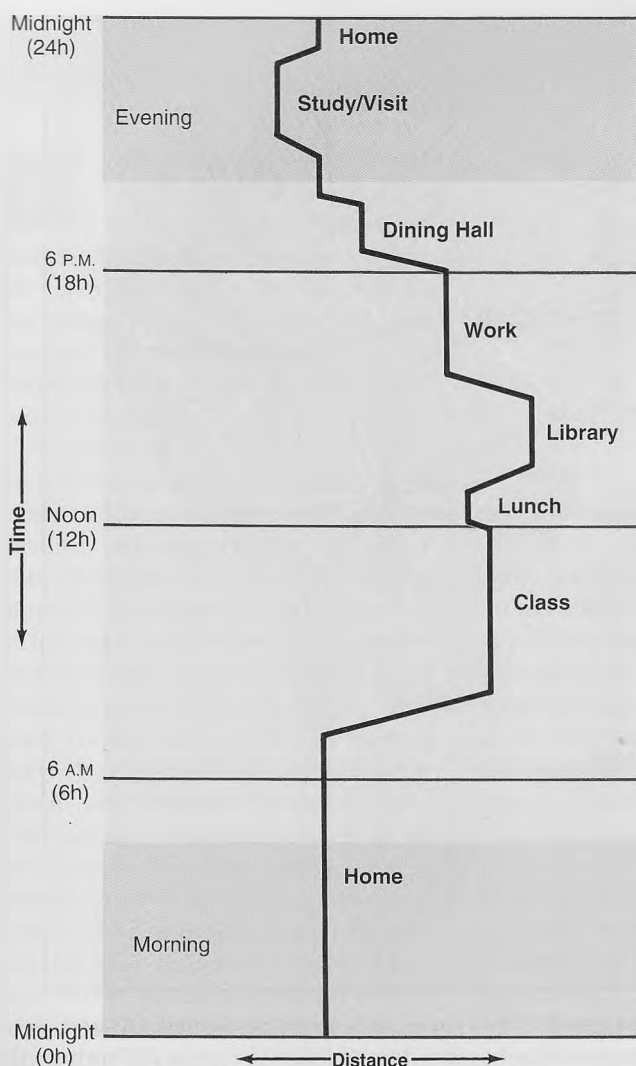 Midnight
(24h)
Home
Study/Visit
Evening
Dining Hall
6 P.M.
(18h)
Work
Library
Lunch
Noon
(12h)
Time
Class
6 A.M
(6h)
Home
Morning
Midnight
(0h)
Distance